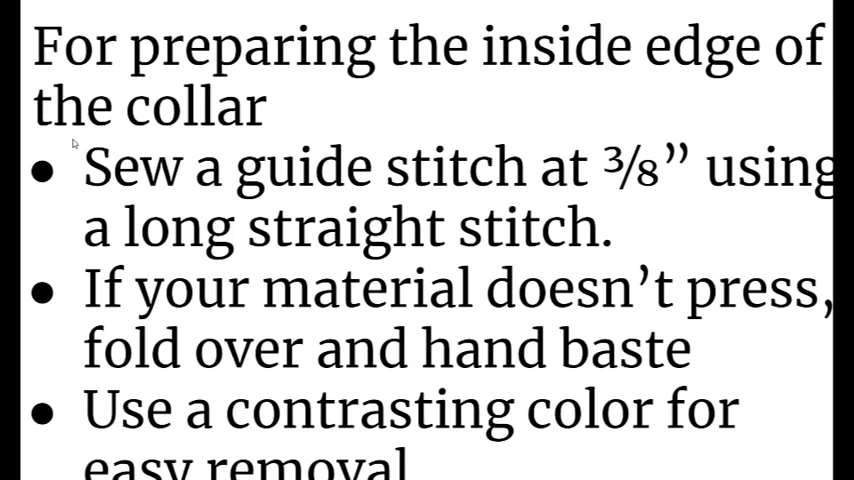 For preparing the inside edge of
the collar
● Sew a guide stitch at ⅜” using
a long straight stitch.
● If your material doesn’t press,
fold over and hand baste
● Use a contrasting color for
easy removal